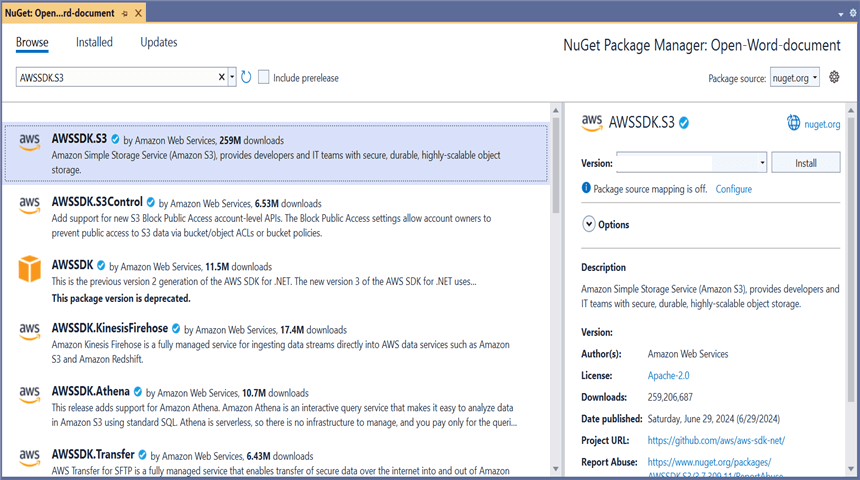 NuGet: Open...rd-document
Browse Installed Updates
NuGet Package Manager: Open-Word-document
AWSSDK.S3
Include prerelease
Package source: nuget.org
aws AWSSDK.S3 by Amazon Web Services, 259M downloads
Amazon Simple Storage Service (Amazon S3), provides developers and IT teams with secure, durable, highly-scalable object
storage.
aws AWSSDK.S3Control by Amazon Web Services, 6.53M downloads
Add support for new S3 Block Public Access account-level APIs. The Block Public Access settings allow account owners to
prevent public access to S3 data via bucket/object ACLs or bucket policies.
AWSSDK by Amazon Web Services, 11.5M downloads
This is the previous version 2 generation of the AWS SDK for .NET. The new version 3 of the AWS SDK for .NET uses...
This package version is deprecated.
aws AWSSDK.KinesisFirehose by Amazon Web Services, 17.4M downloads
Amazon Kinesis Firehose is a fully managed service for ingesting data streams directly into AWS data services such as Amazon
S3 and Amazon Redshift.
aws AWSSDK.Athena by Amazon Web Services, 10.7M downloads
This release adds support for Amazon Athena. Amazon Athena is an interactive query service that makes it easy to analyze data
in Amazon S3 using standard SQL. Athena is serverless, so there is no infrastructure to manage, and you pay only for the queri...
aws AWSSDK.Transfer by Amazon Web Services, 6.43M downloads
AWS Transfer for SFTP is a fully managed service that enables transfer of secure data over the internet into and out of Amazon
aws AWSSDK.S3 nuget.org
Version: Install
Package source mapping is off. Configure
Options
Description
Amazon Simple Storage Service (Amazon S3), provides developers and
IT teams with secure, durable, highly-scalable object storage.
Version:
Author(s): Amazon Web Services
License: Apache-2.0
Downloads: 259,206,687
Date published: Saturday, June 29, 2024 (6/29/2024)
Project URL: https://github.com/aws/aws-sdk-net/
Report Abuse: https://www.nuget.org/packages/
AWSSDK.S3/3.7.309.11/ReportAbuse